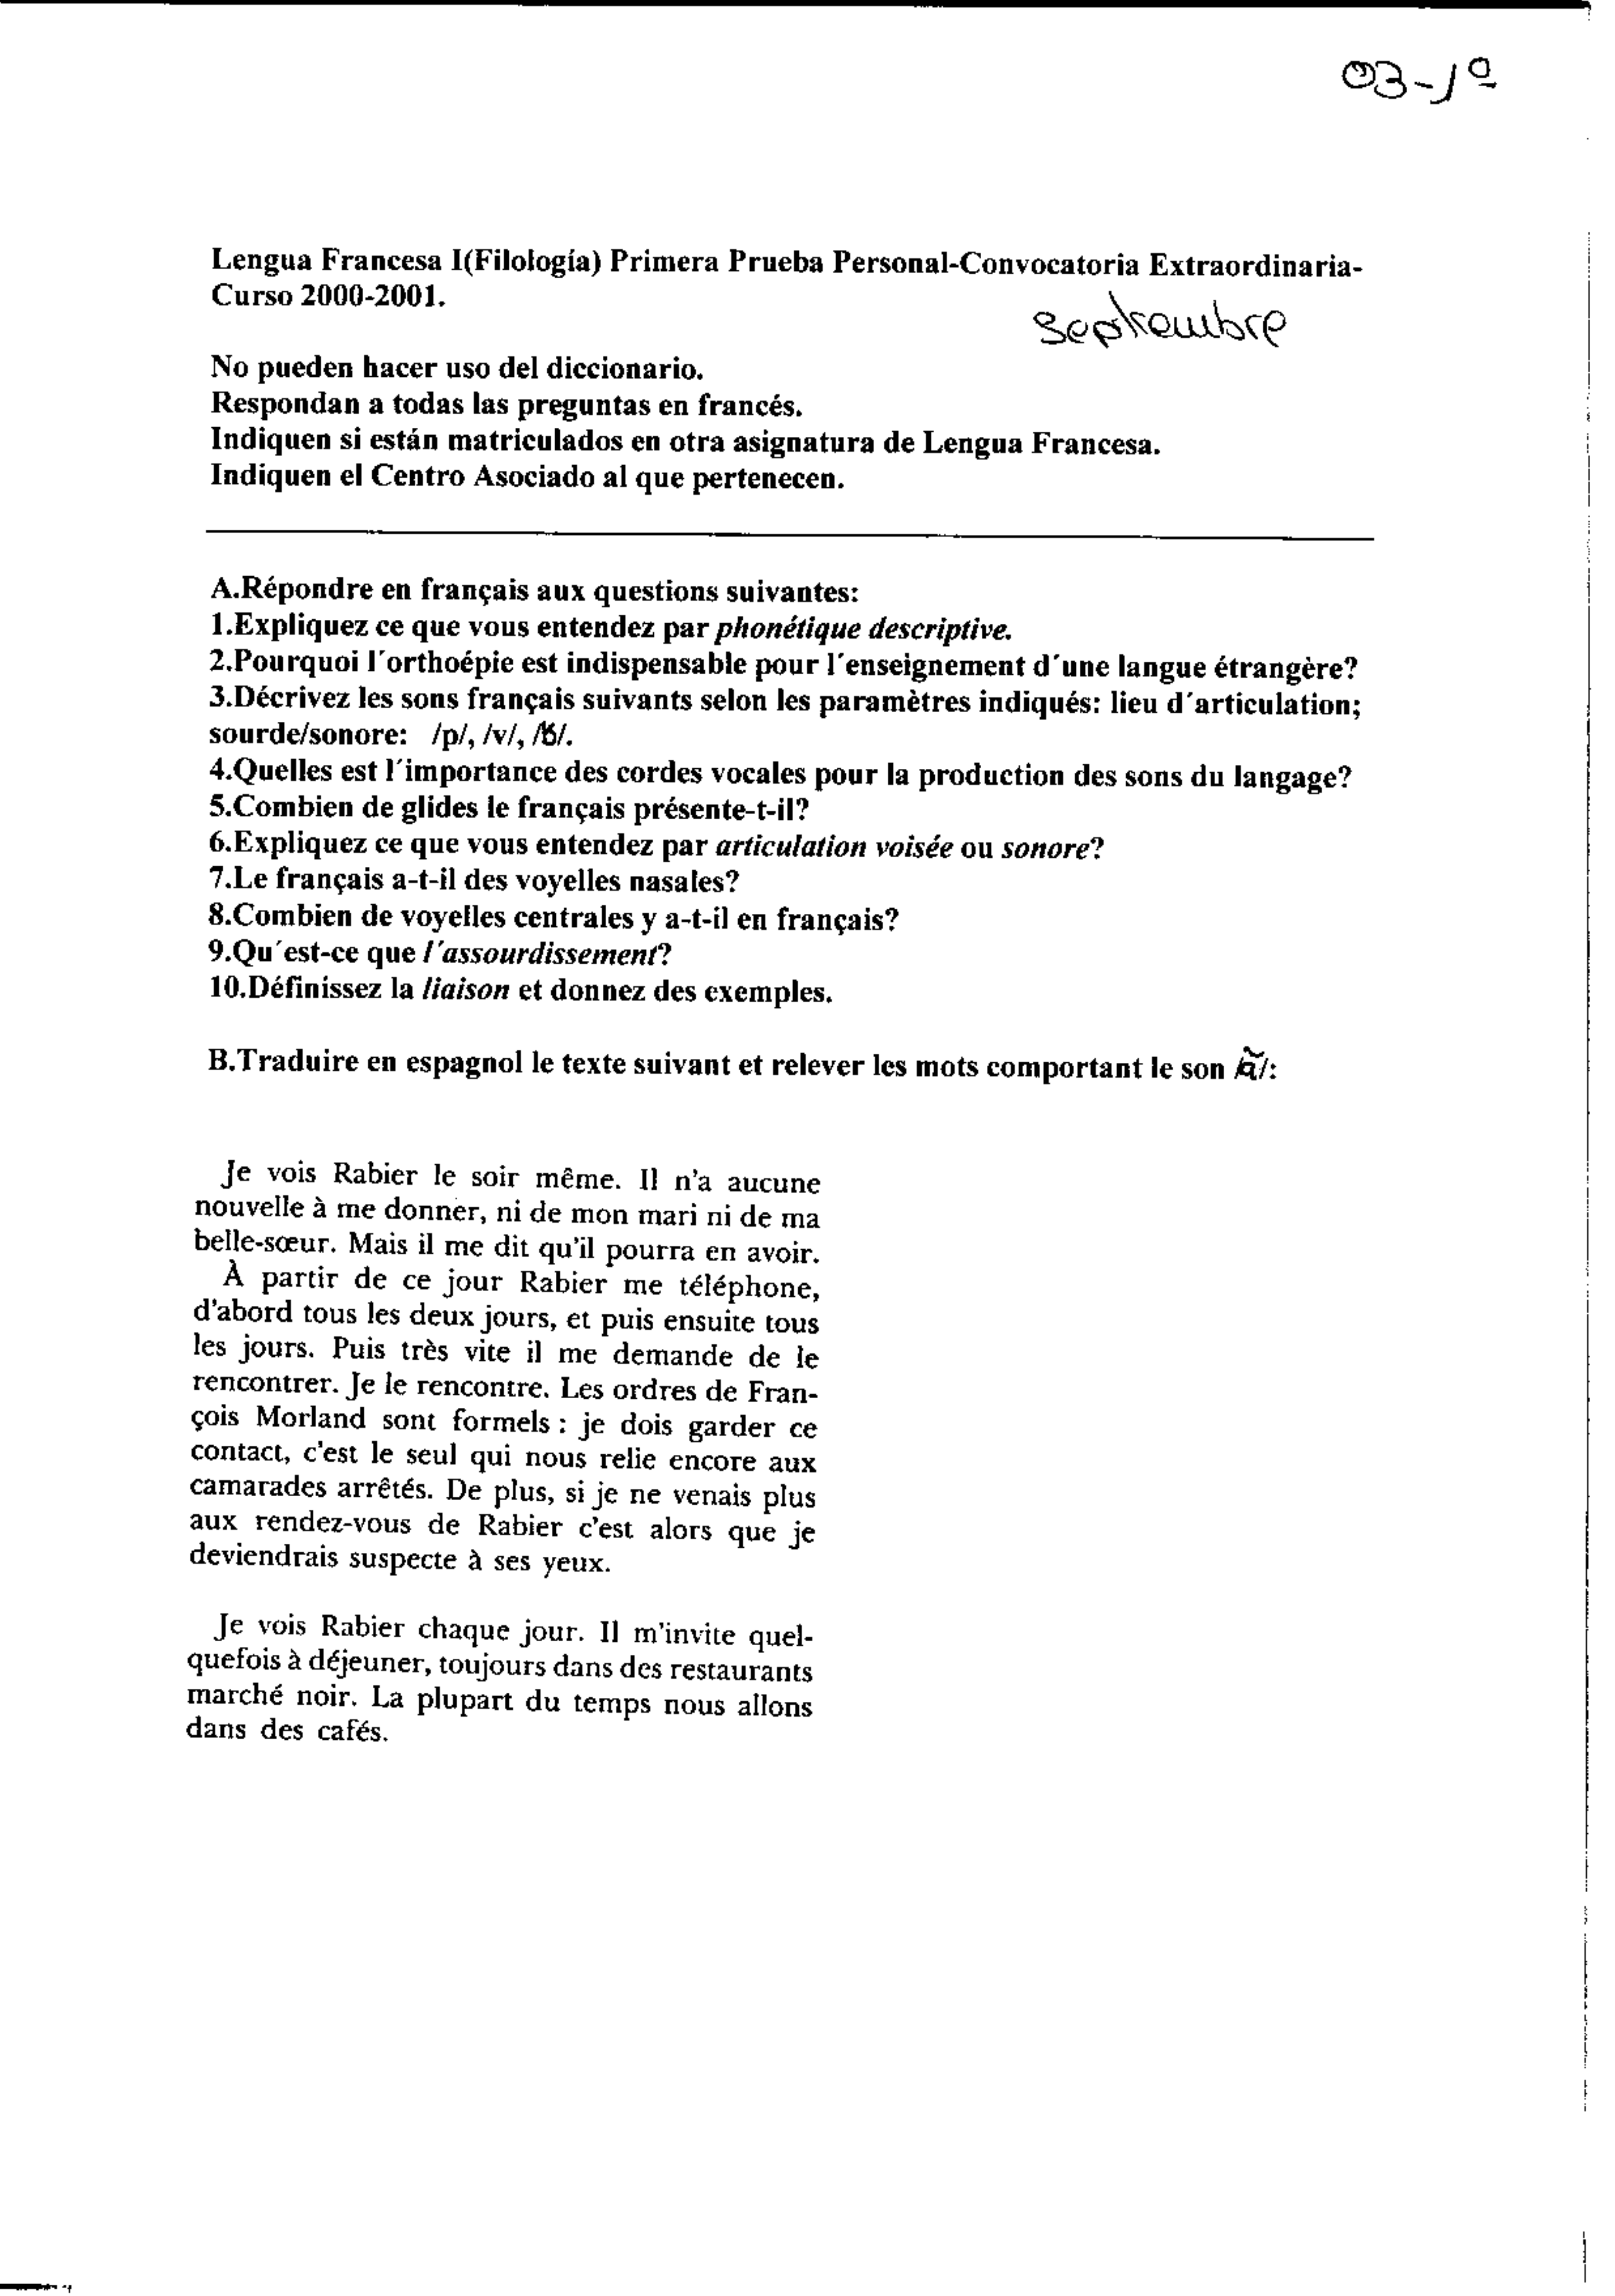 03-1º
Lengua Francesa I(Filología) Primera Prueba Personal-Convocatoria Extraordinaria-
Curso 2000-2001.
septiembre
No pueden hacer uso del diccionario.
Respondan a todas las preguntas en francés.
Indiquen si están matriculados en otra asignatura de Lengua Francesa.
Indiquen el Centro Asociado al que pertenecen.
A.Répondre en français aux questions suivantes:
1.Expliquez ce que vous entendez par phonétique descriptive.
2.Pourquoi l´orthoépie est indispensable pour l´enseignement d´une langue étrangère?
3.Décrivez les sons français suivants selon les paramètres indiqués: lieu d´articulation;
sourde/sonore: /p/, /v/, /ʁ/.
4.Quelles est l´importance des cordes vocales pour la production des sons du langage?
5.Combien de glides le français présente-t-il?
6.Expliquez ce que vous entendez par articulation voisée ou sonore?
7.Le français a-t-il des voyelles nasales?
8.Combien de voyelles centrales y a-t-il en français?
9.Qu´est-ce que l´assourdissement?
10.Définissez la liaison et donnez des exemples.
B.Traduire en espagnol le texte suivant et relever les mots comportant le son /ɑ̃/:
Je vois Rabier le soir même. Il n'a aucune
nouvelle à me donner, ni de mon mari ni de ma
belle-sœur. Mais il me dit qu'il pourra en avoir.
À partir de ce jour Rabier me téléphone,
d'abord tous les deux jours, et puis ensuite tous
les jours. Puis très vite il me demande de le
rencontrer. Je le rencontre. Les ordres de Fran-
çois Morland sont formels : je dois garder ce
contact, c'est le seul qui nous relie encore aux
camarades arrêtés. De plus, si je ne venais plus
aux rendez-vous de Rabier c'est alors que je
deviendrais suspecte à ses yeux.
Je vois Rabier chaque jour. Il m'invite quel-
quefois à déjeuner, toujours dans des restaurants
marché noir. La plupart du temps nous allons
dans des cafés.